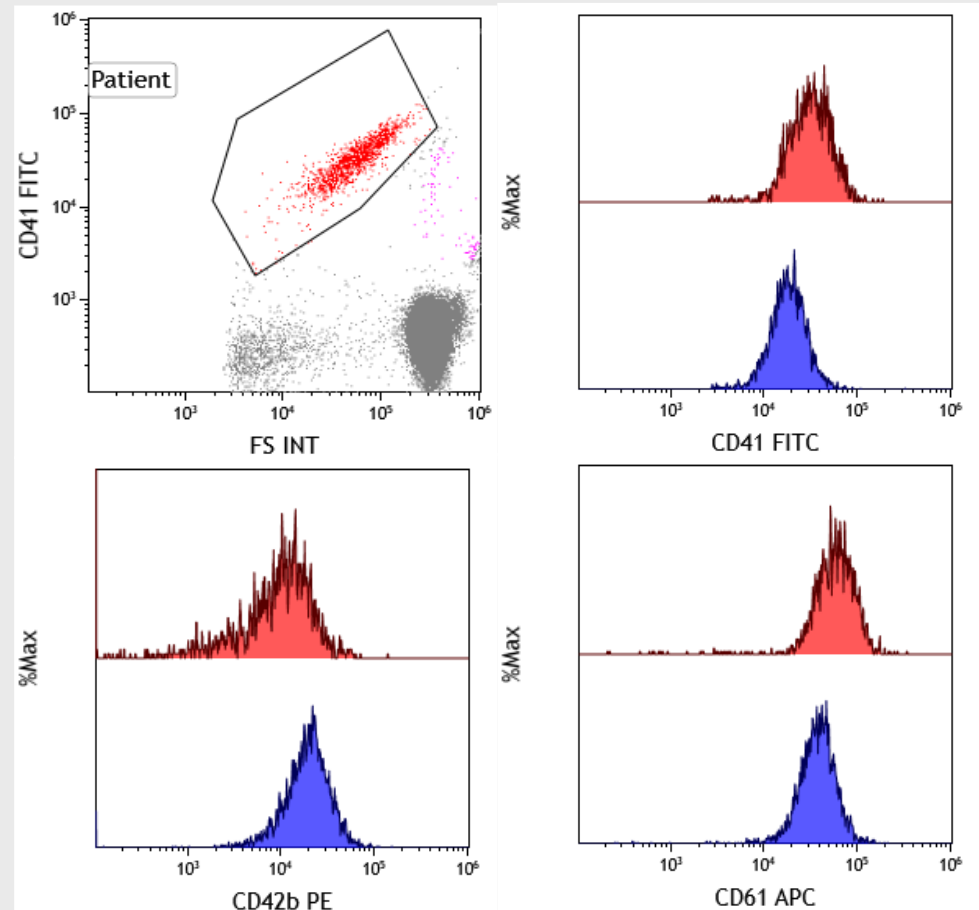 Patient
10⁶
10⁵
10⁴
10³
CD41 FITC
10³ 10⁴ 10⁵ 10⁶
FS INT
%Max
10³ 10⁴ 10⁵ 10⁶
CD41 FITC
%Max
10³ 10⁴ 10⁵ 10⁶
CD42b PE
%Max
10³ 10⁴ 10⁵ 10⁶
CD61 APC